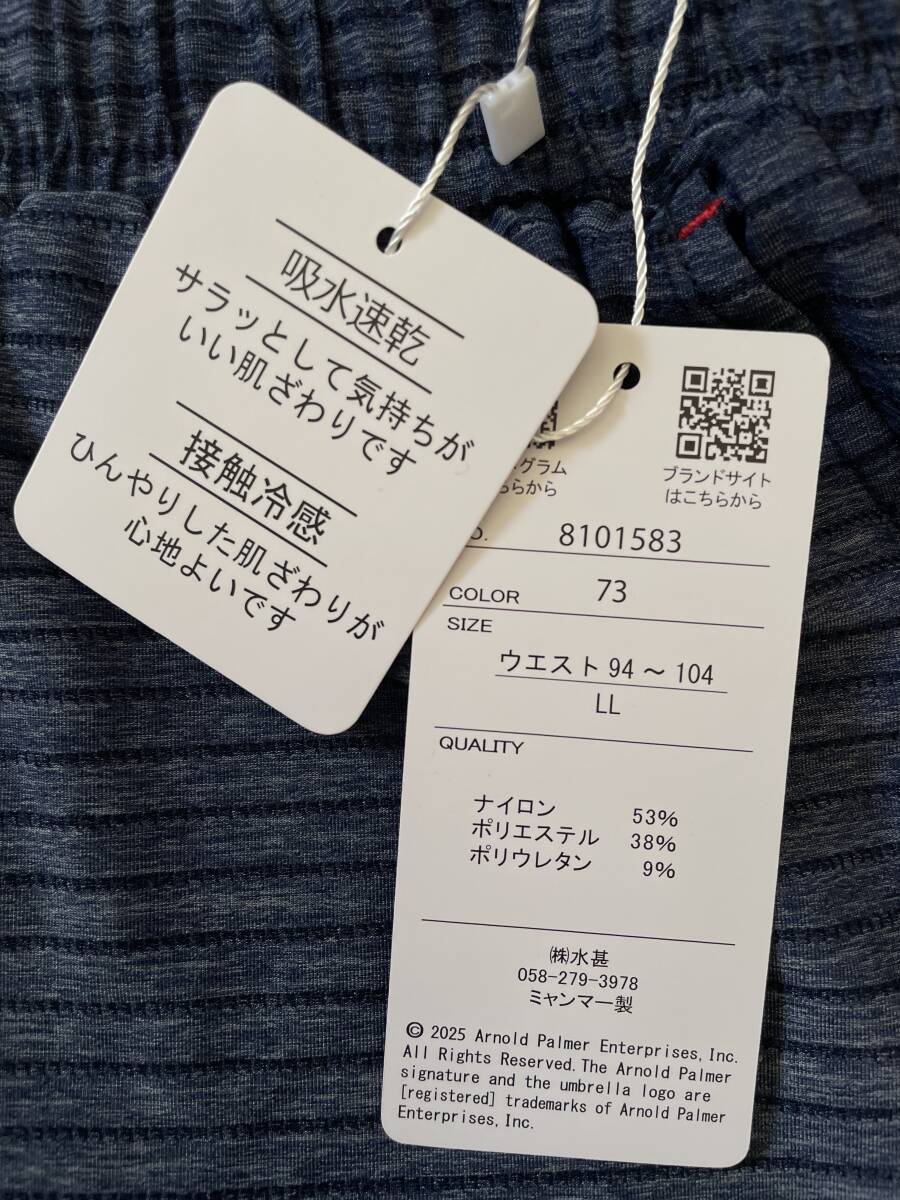 吸水速乾
サラッとして気持ちが
いい肌ざわりです
接触冷感
ひんやりした肌ざわりが
心地よいです
グラム
ちらから
ブランドサイト
はこちらから
8101583
COLOR 73
SIZE
ウエスト 94 ～ 104
LL
QUALITY
ナイロン 53%
ポリエステル 38%
ポリウレタン 9%
㈱水甚
058-279-3978
ミャンマー製
© 2025 Arnold Palmer Enterprises, Inc.
All Rights Reserved. The Arnold Palmer
signature and the umbrella logo are
[registered] trademarks of Arnold Palmer
Enterprises, Inc.